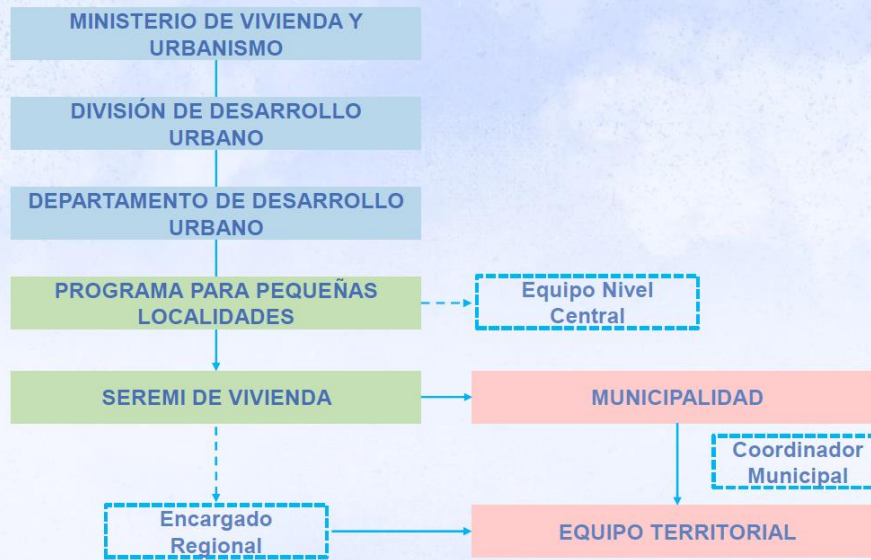 MINISTERIO DE VIVIENDA Y
URBANISMO
DIVISIÓN DE DESARROLLO
URBANO
DEPARTAMENTO DE DESARROLLO
URBANO
PROGRAMA PARA PEQUEÑAS
LOCALIDADES
Equipo Nivel
Central
SEREMI DE VIVIENDA
MUNICIPALIDAD
Coordinador
Municipal
Encargado
Regional
EQUIPO TERRITORIAL